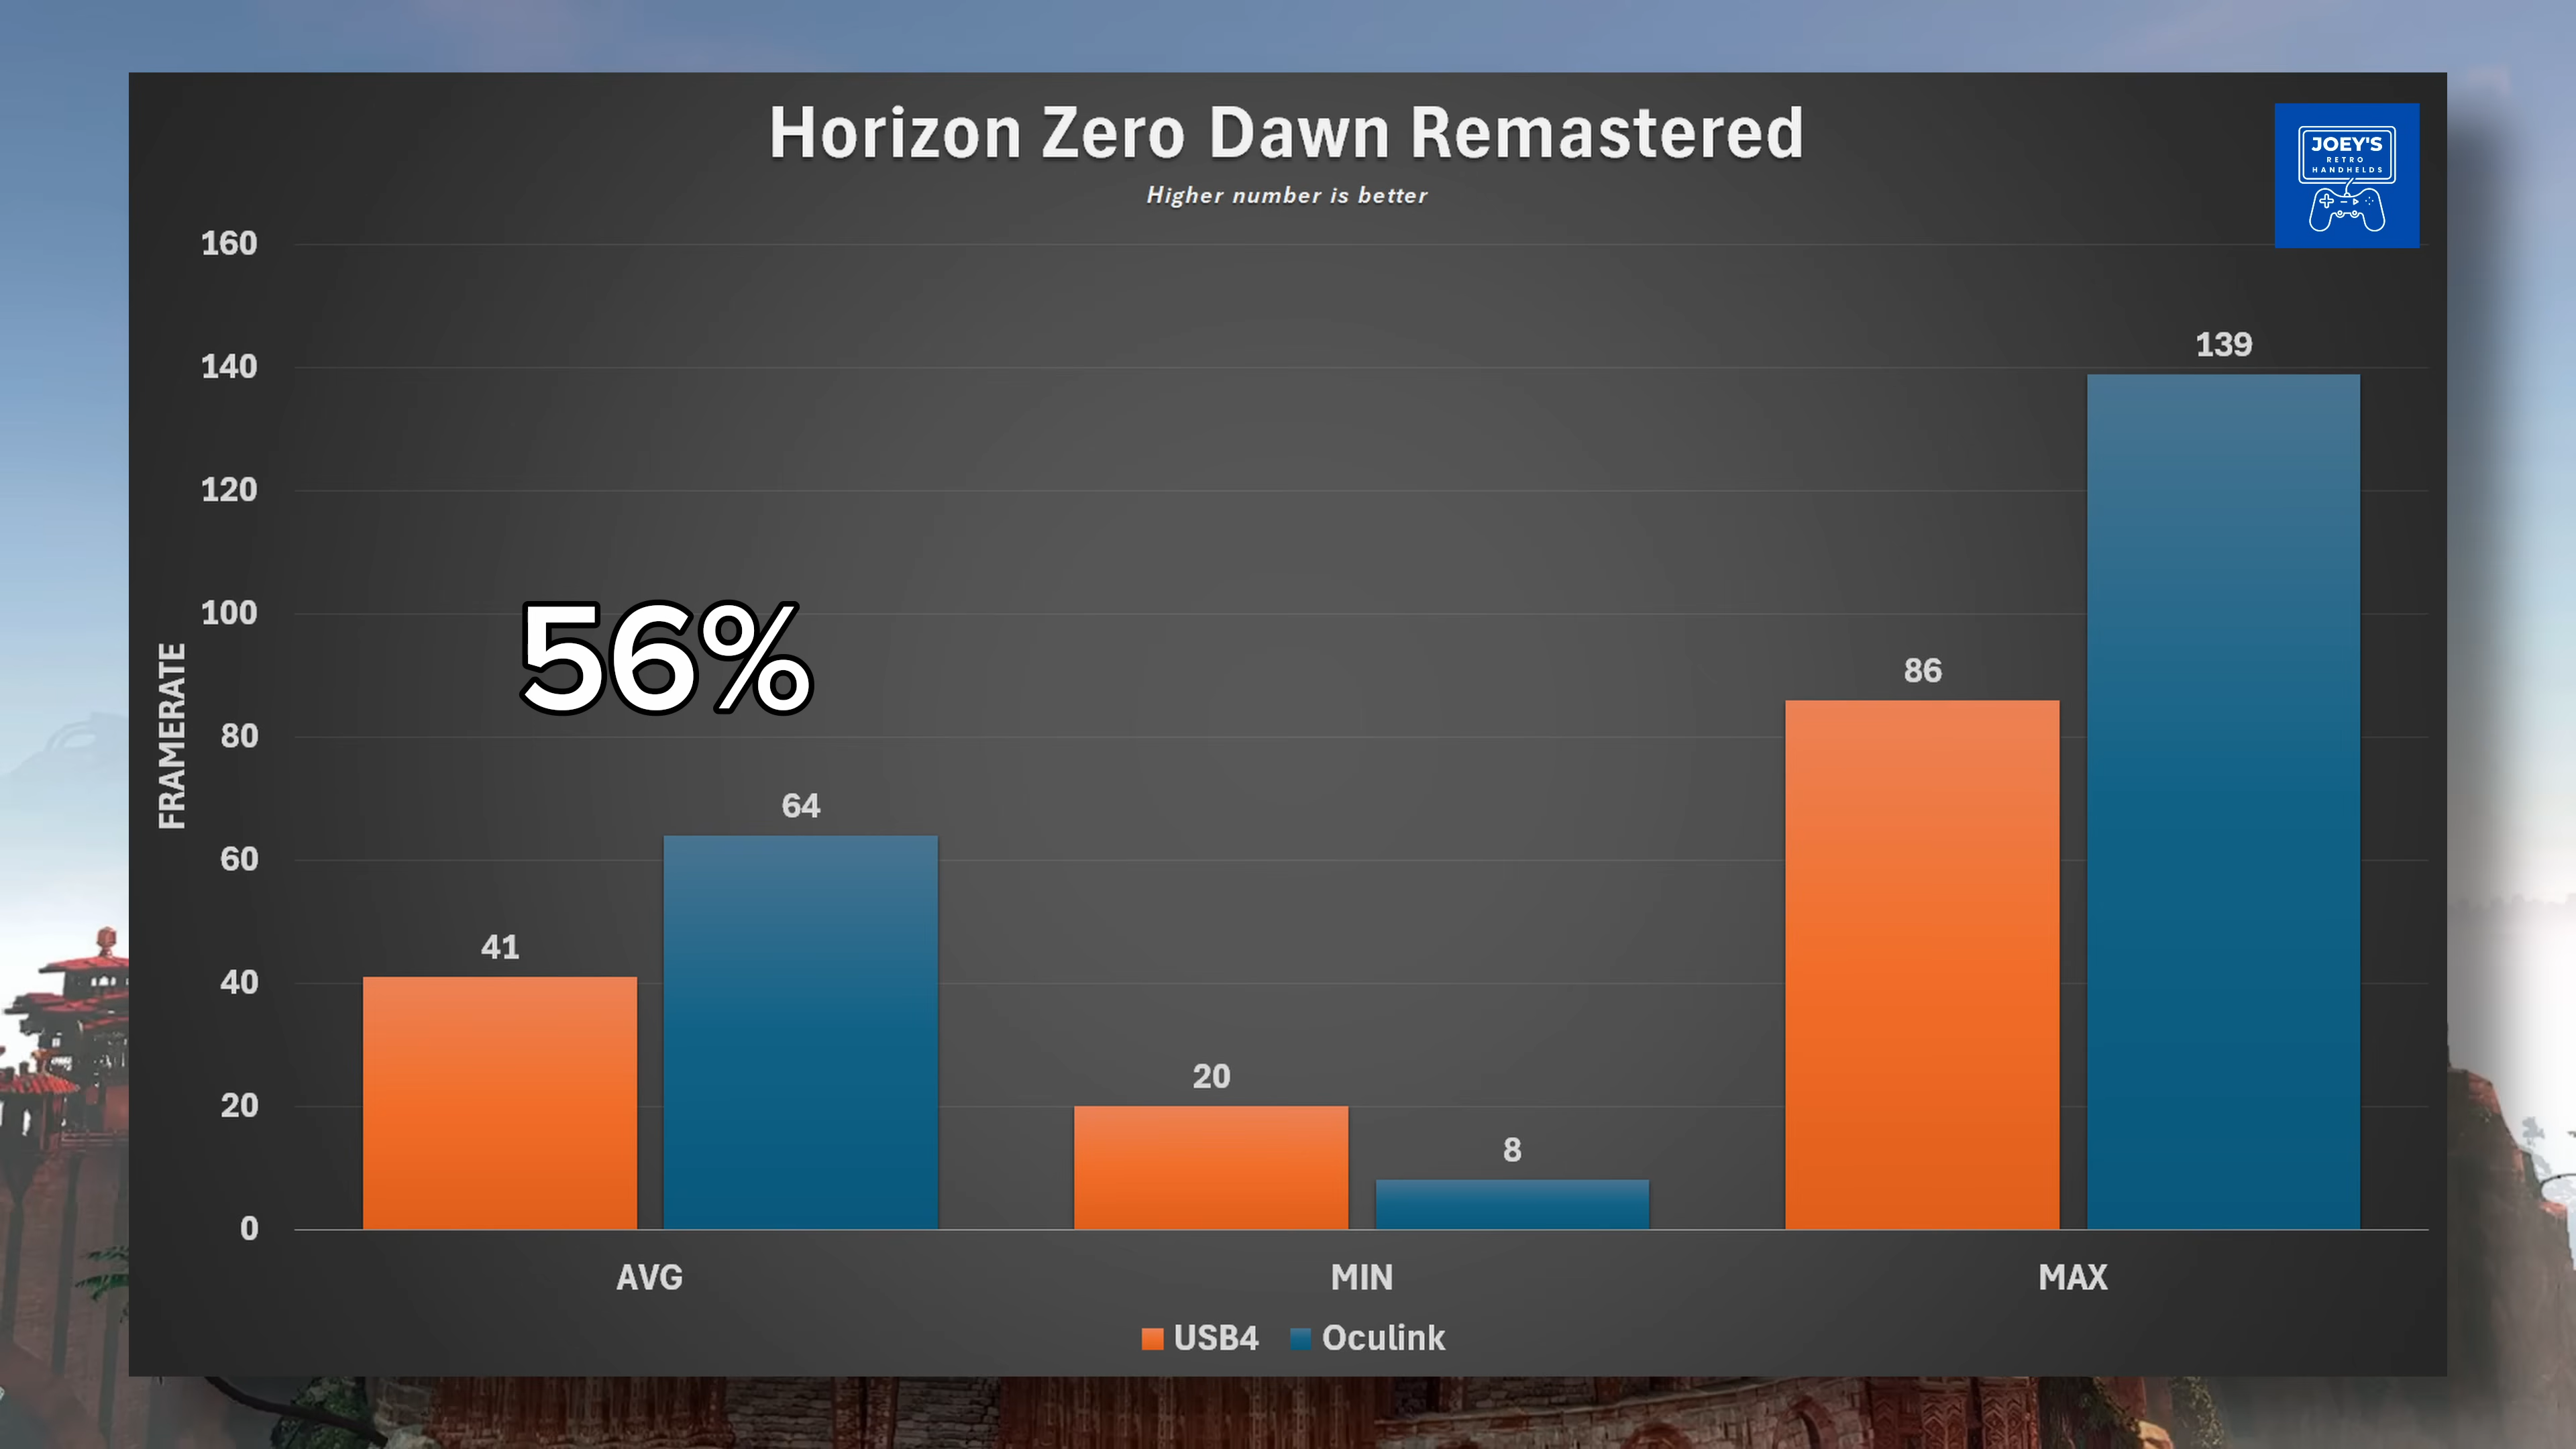 Horizon Zero Dawn Remastered
Higher number is better
JOEY'S
RETRO
HANDHELDS
160
140
120
100
80
60
40
20
0
FRAMERATE
56%
41
64
20
8
86
139
AVG
MIN
MAX
USB4
Oculink